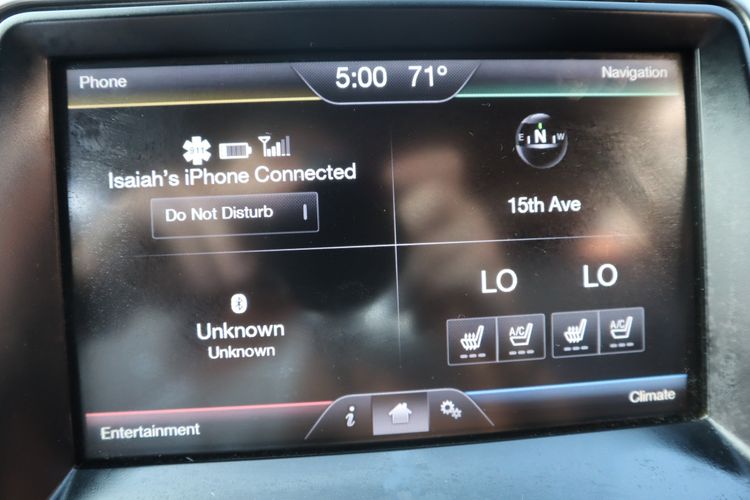 Phone
5:00 71°
Navigation
911
Isaiah's iPhone Connected
Do Not Disturb
E N W
15th Ave
Unknown
Unknown
LO LO
A/C A/C
i
Entertainment
Climate